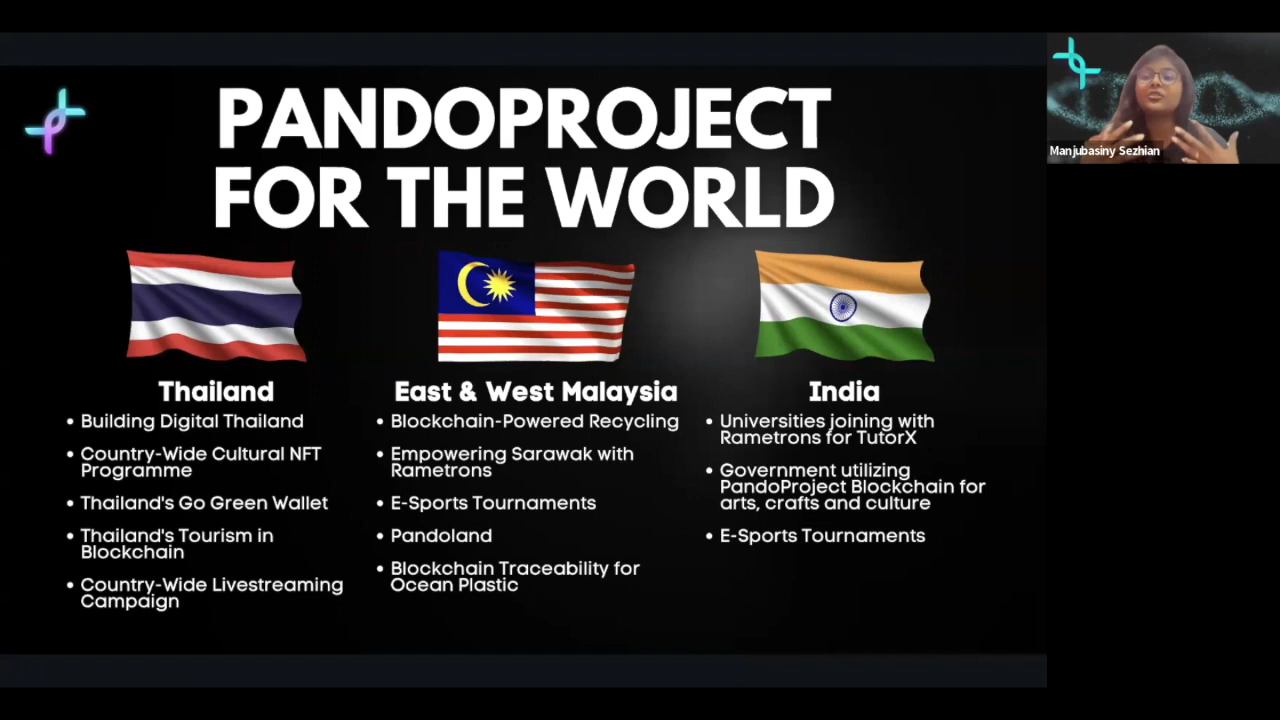 PANDOPROJECT
FOR THE WORLD
Thailand
• Building Digital Thailand
• Country-Wide Cultural NFT
Programme
• Thailand's Go Green Wallet
• Thailand's Tourism in
Blockchain
• Country-Wide Livestreaming
Campaign
East & West Malaysia
• Blockchain-Powered Recycling
• Empowering Sarawak with
Rametrons
• E-Sports Tournaments
• Pandoland
• Blockchain Traceability for
Ocean Plastic
India
• Universities joining with
Rametrons for TutorX
• Government utilizing
PandoProject Blockchain for
arts, crafts and culture
• E-Sports Tournaments
Manjubasiny Sezhian